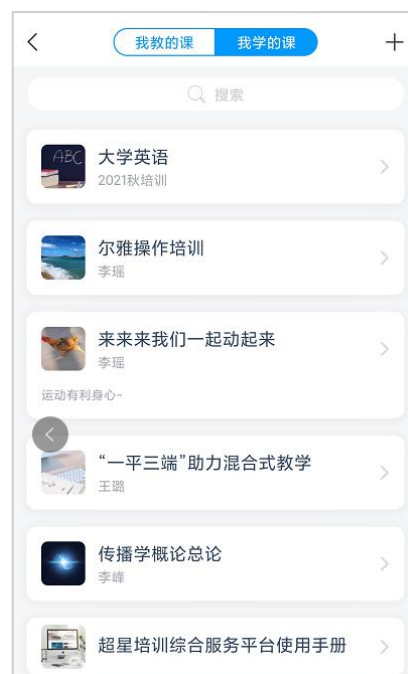 我教的课 我学的课
搜索
ABC
大学英语
2021秋培训
尔雅操作培训
李瑶
来来来我们一起动起来
李瑶
运动有利身心~
“一平三端”助力混合式教学
王璐
传播学概论总论
李峰
超星培训综合服务平台使用手册